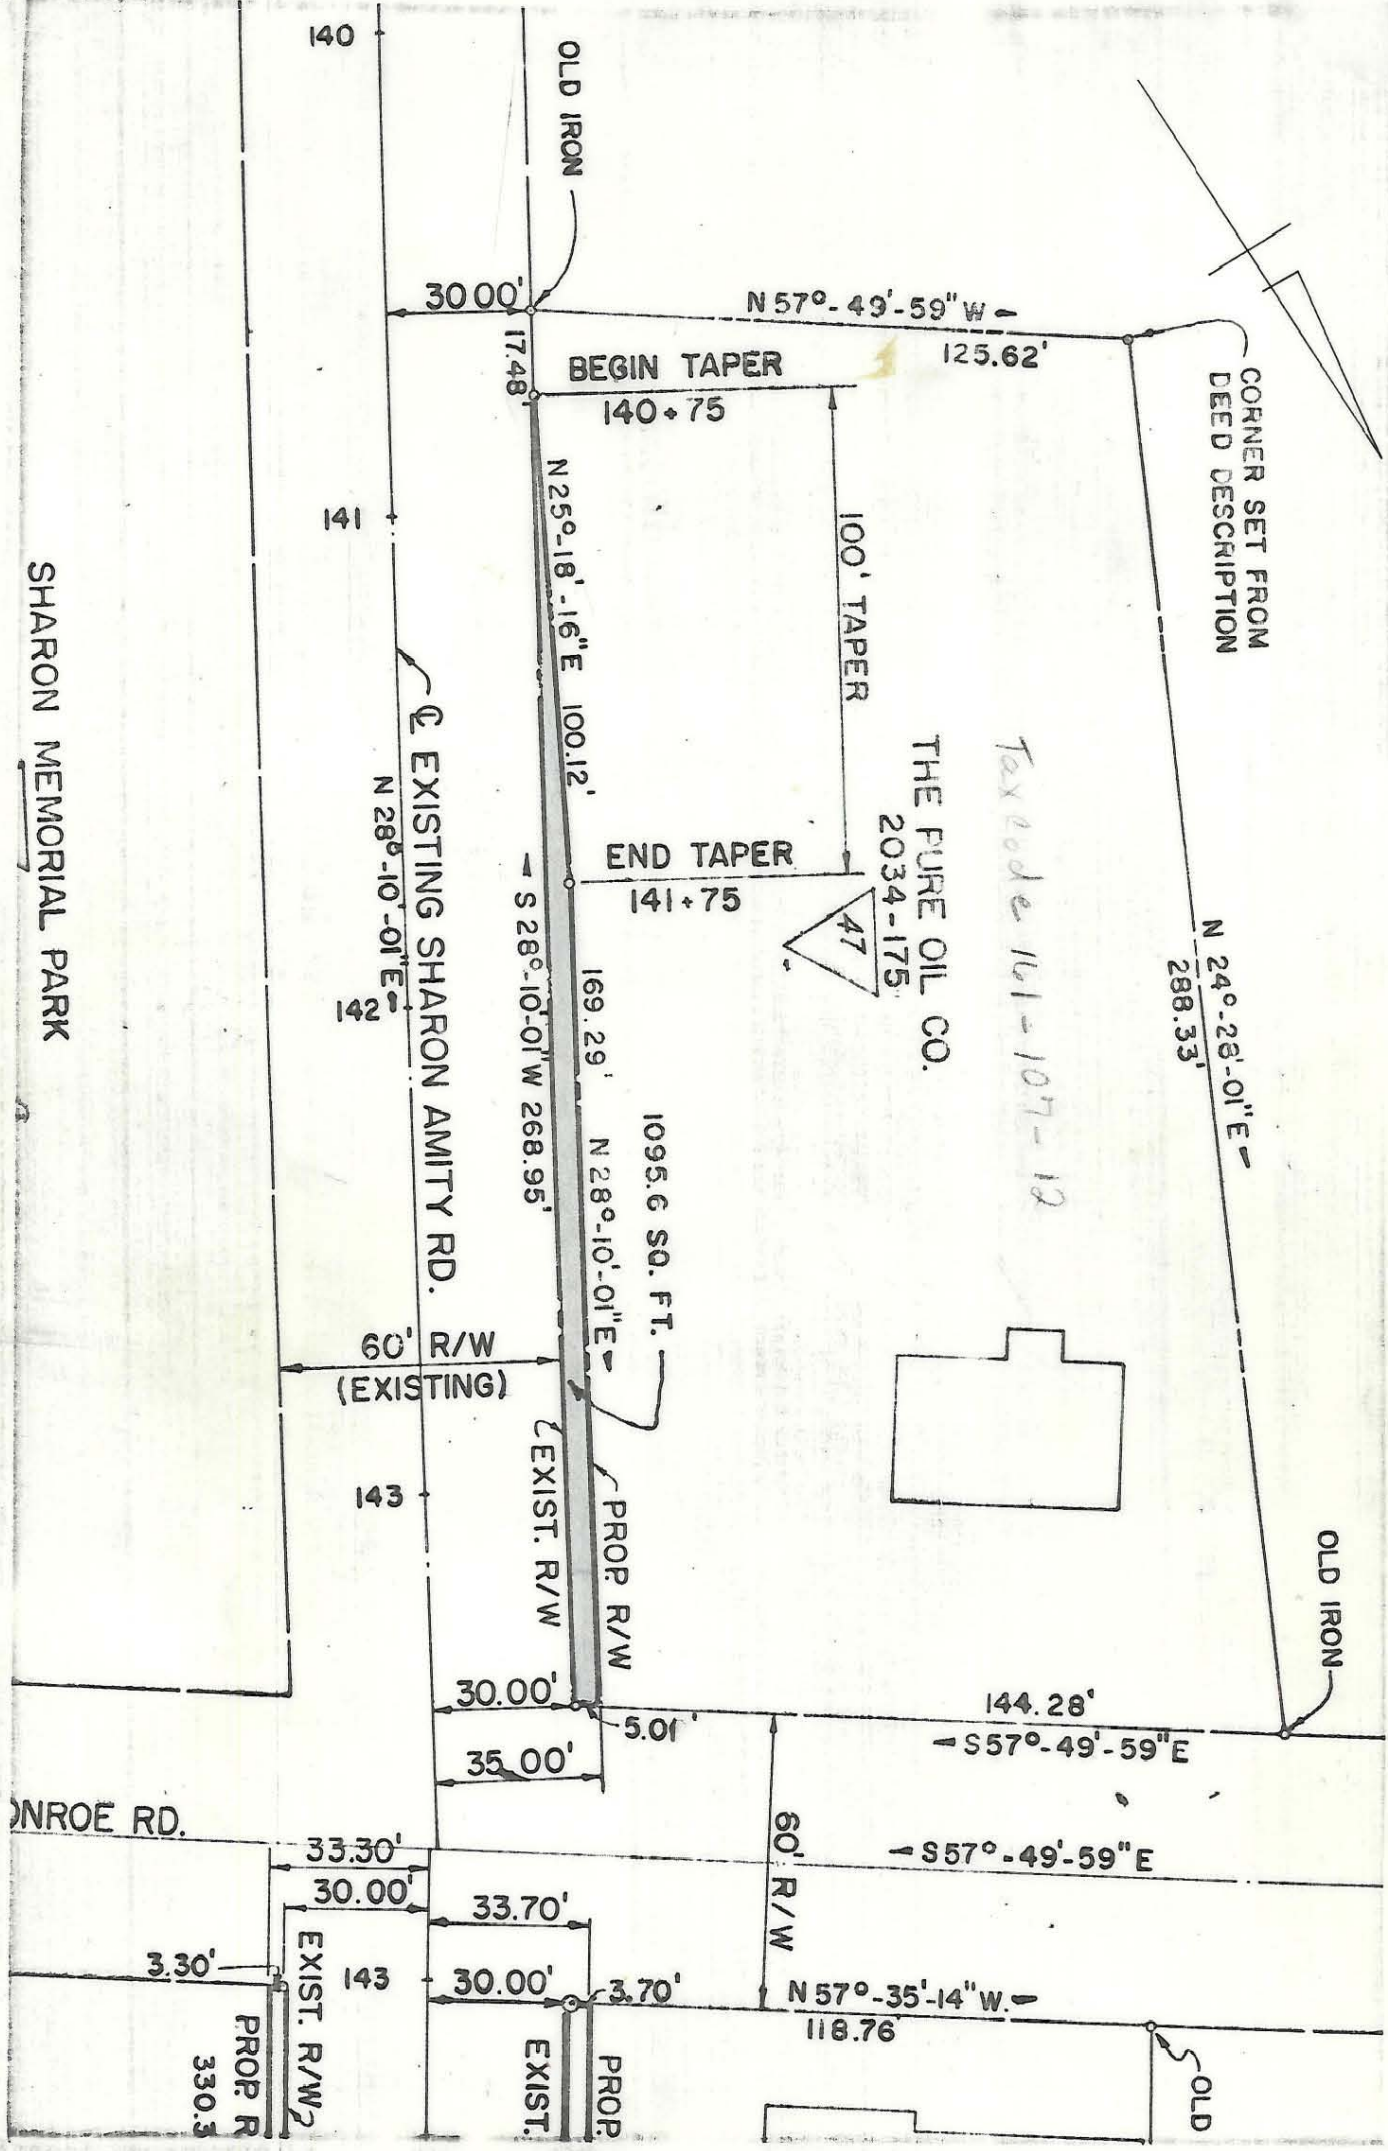 140
OLD IRON
30 00'
17.48'
N 57°-49'-59" W
125.62'
CORNER SET FROM
DEED DESCRIPTION
BEGIN TAPER
140+75
100' TAPER
N 25°-18'-16" E 100.12'
141
END TAPER
141+75
THE PURE OIL CO.
2034-175
47
Tax code 161-107-12
N 24°-28'-01" E
288.33'
SHARON MEMORIAL PARK
℄ EXISTING SHARON AMITY RD.
N 28°-10'-01" E
142
S 28°-10'-01" W 268.95'
169.29'
N 28°-10'-01" E
1095.6 SQ. FT.
60' R/W
(EXISTING)
EXIST. R/W
PROP. R/W
143
OLD IRON
30.00'
5.01'
144.28'
S 57°-49'-59" E
35.00'
ONROE RD.
60' R/W
S 57°-49'-59" E
33.30'
30.00'
33.70'
3.30'
143
30.00'
3.70'
N 57°-35'-14" W.
118.76'
EXIST. R/W
PROP. R
330.3
EXIST.
PROP.
OLD